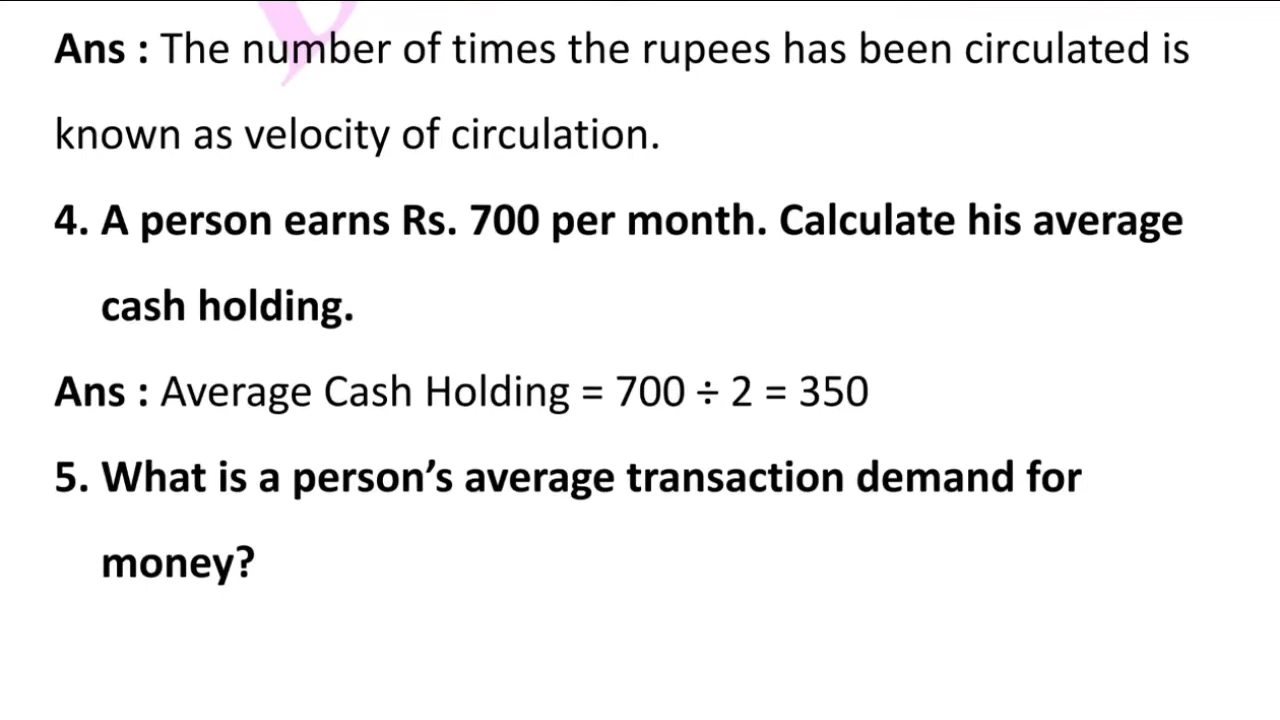 Ans : The number of times the rupees has been circulated is
known as velocity of circulation.
4. A person earns Rs. 700 per month. Calculate his average
cash holding.
Ans : Average Cash Holding = 700 ÷ 2 = 350
5. What is a person’s average transaction demand for
money?